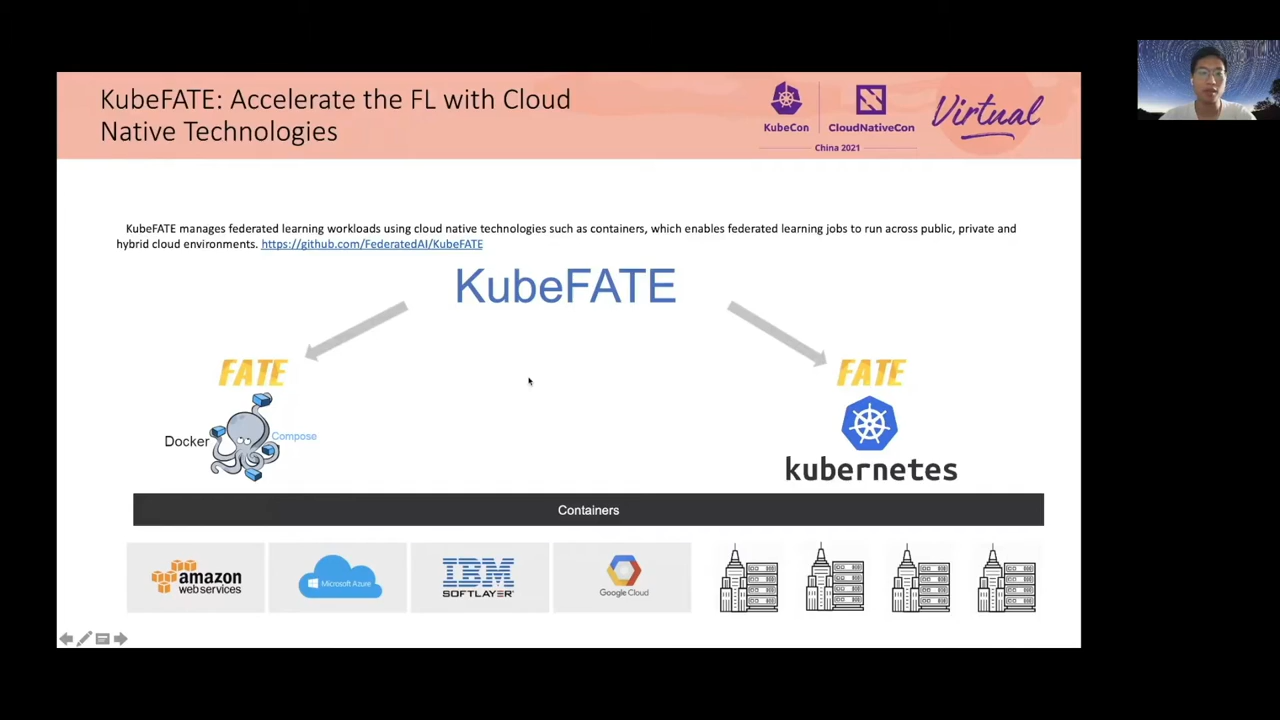 KubeFATE: Accelerate the FL with Cloud
Native Technologies
KubeCon
CloudNativeCon
Virtual
China 2021
KubeFATE manages federated learning workloads using cloud native technologies such as containers, which enables federated learning jobs to run across public, private and
hybrid cloud environments. https://github.com/FederatedAI/KubeFATE
KubeFATE
FATE
FATE
Docker
Compose
kubernetes
Containers
amazon
web services
Microsoft Azure
IBM
SOFTLAYER
Google Cloud